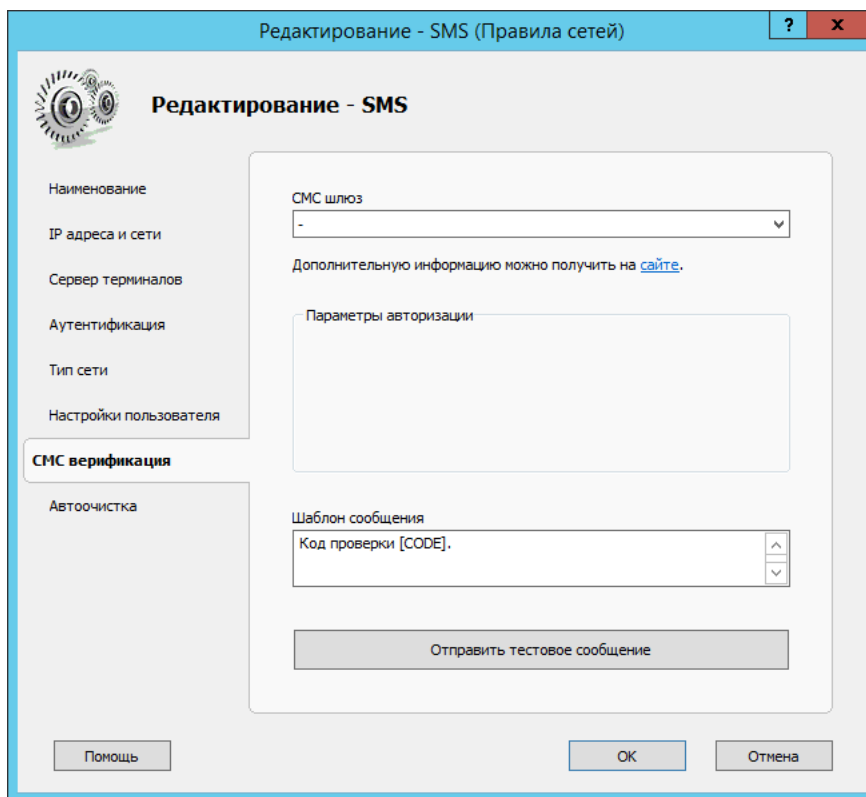 Редактирование - SMS (Правила сетей)
? x
Редактирование - SMS
Наименование
IP адреса и сети
Сервер терминалов
Аутентификация
Тип сети
Настройки пользователя
СМС верификация
Автоочистка
СМС шлюз
-
Дополнительную информацию можно получить на сайте.
Параметры авторизации
Шаблон сообщения
Код проверки [CODE].
Отправить тестовое сообщение
Помощь
ОК
Отмена